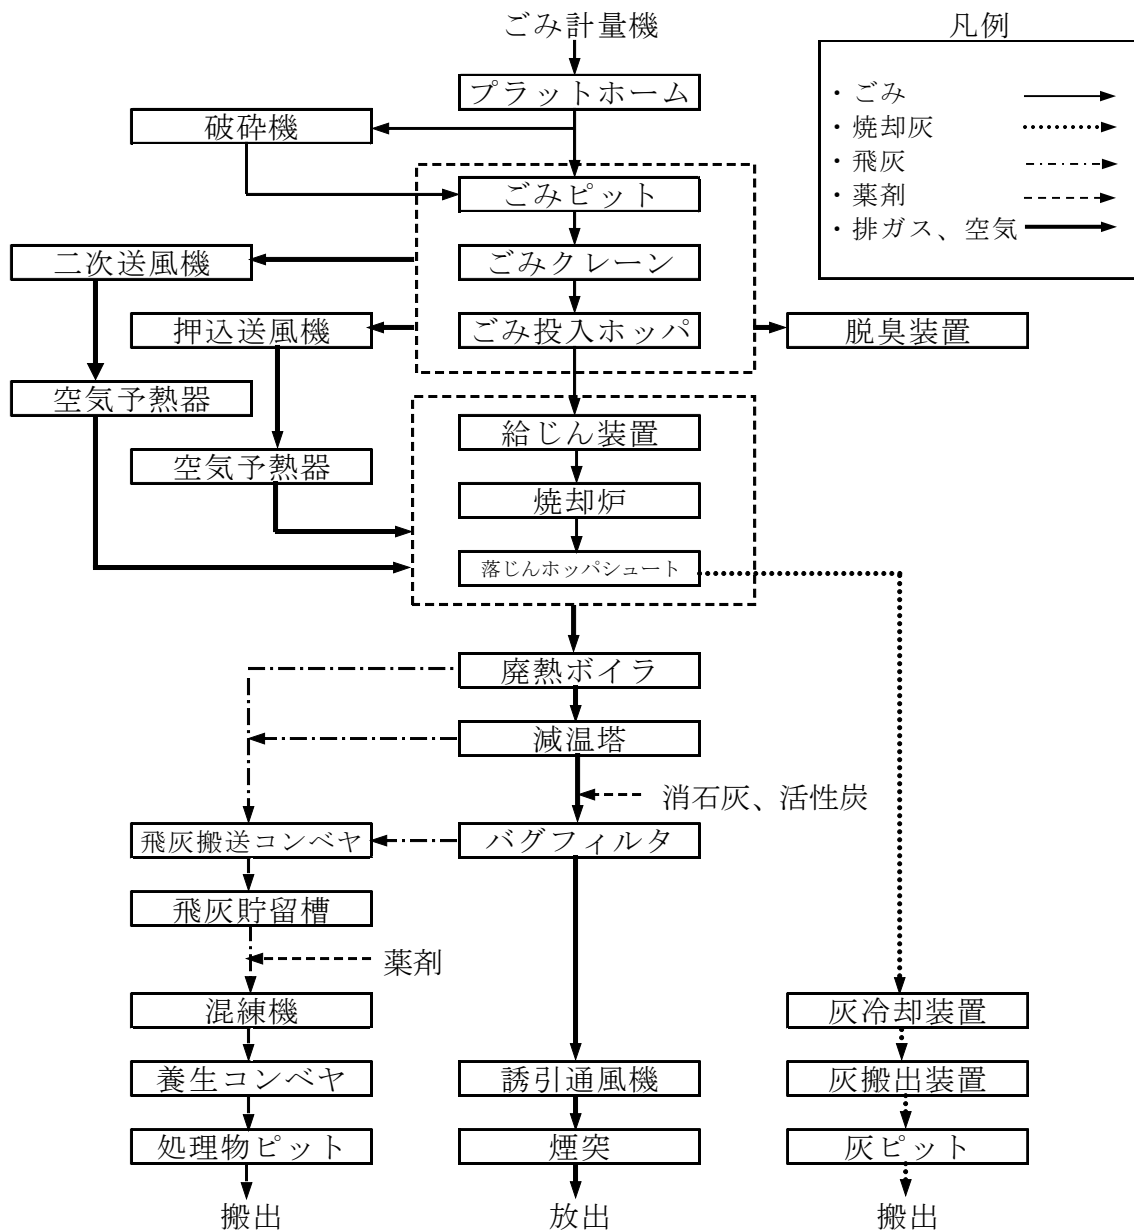 ごみ計量機
凡例
プラットホーム
・ごみ
破砕機
・焼却灰
・飛灰
ごみピット
・薬剤
・排ガス、空気
二次送風機
ごみクレーン
押込送風機
ごみ投入ホッパ
脱臭装置
空気予熱器
給じん装置
空気予熱器
焼却炉
落じんホッパシュート
廃熱ボイラ
減温塔
消石灰、活性炭
飛灰搬送コンベヤ
バグフィルタ
飛灰貯留槽
薬剤
混練機
灰冷却装置
養生コンベヤ
誘引通風機
灰搬出装置
処理物ピット
煙突
灰ピット
搬出
放出
搬出